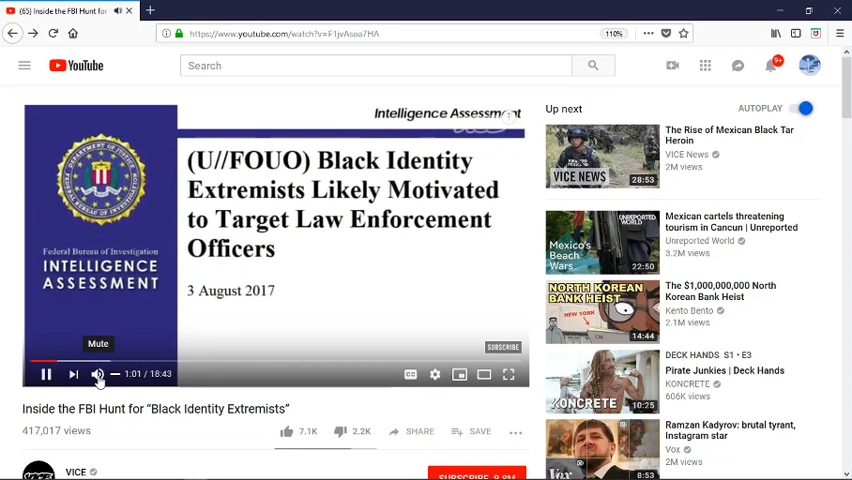 (65) Inside the FBI Hunt for
https://www.youtube.com/watch?v=F1jvAsoa7HA
110%
YouTube
Search
9+
Intelligence Assessment
(U//FOUO) Black Identity
Extremists Likely Motivated
to Target Law Enforcement
Officers
3 August 2017
Federal Bureau of Investigation
INTELLIGENCE
ASSESSMENT
Mute
SUBSCRIBE
1:01 / 18:43
CC
Inside the FBI Hunt for “Black Identity Extremists”
417,017 views
7.1K
2.2K
SHARE
SAVE
VICE
SUBSCRIBE 9.8M
Up next
AUTOPLAY
VICE NEWS
28:53
The Rise of Mexican Black Tar
Heroin
VICE News
2M views
UNREPORTED
WORLD
Mexico's
Beach
Wars
22:50
Mexican cartels threatening
tourism in Cancun | Unreported
Unreported World
3.2M views
NORTH KOREAN
BANK HEIST
NEW YORK
14:44
The $1,000,000,000 North
Korean Bank Heist
Kento Bento
2.1M views
KONCRETE
10:25
DECK HANDS S1 • E3
Pirate Junkies | Deck Hands
KONCRETE
606K views
Vox
8:53
Ramzan Kadyrov: brutal tyrant,
Instagram star
Vox
2M views